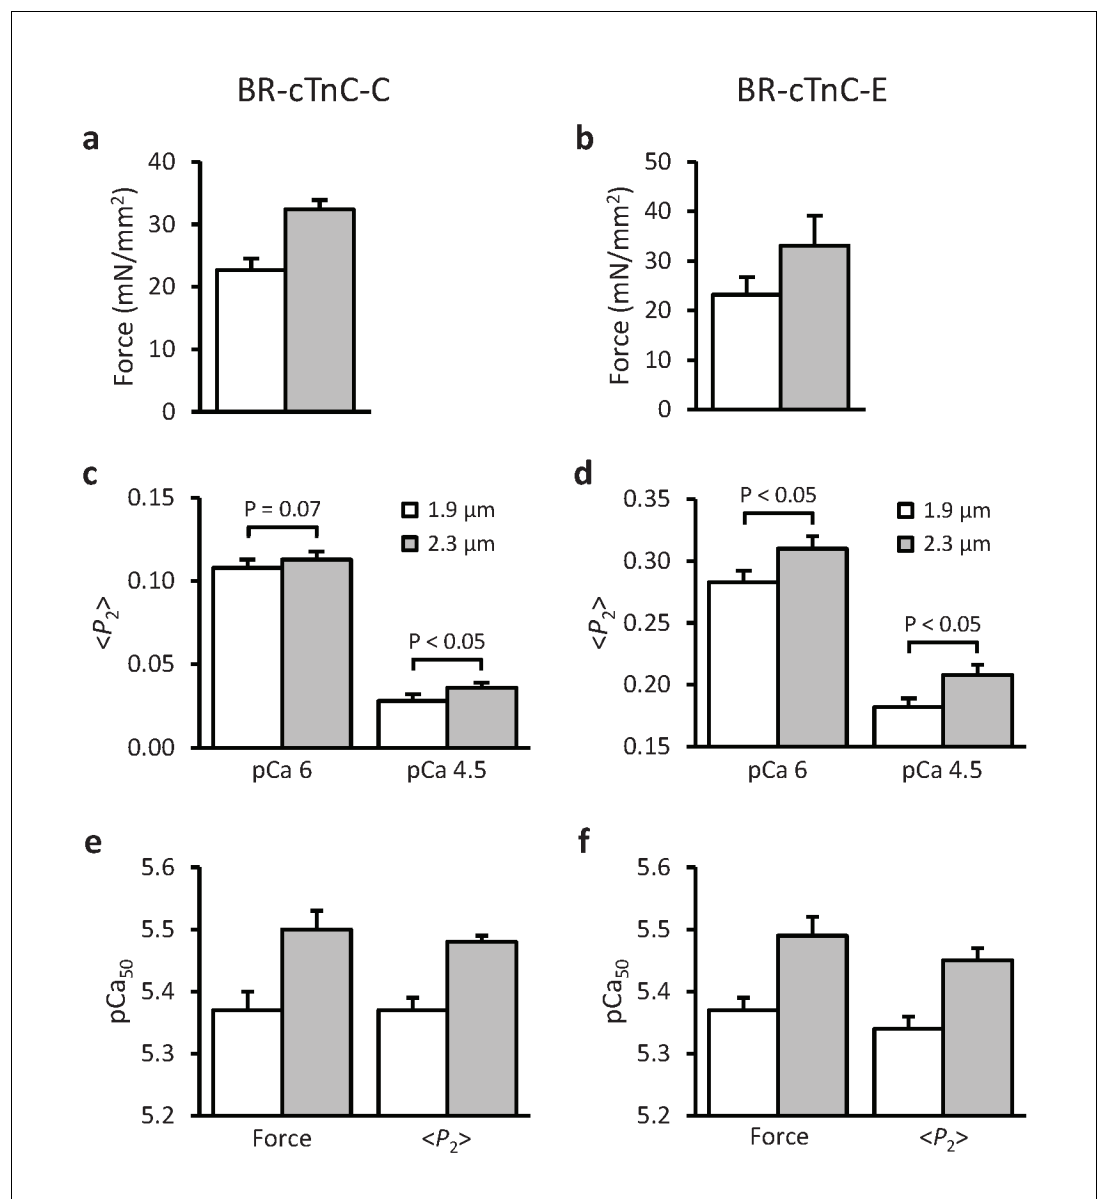 BR-cTnC-C
BR-cTnC-E
a
40
30
20
10
0
Force (mN/mm²)
b
50
40
30
20
10
0
Force (mN/mm²)
c
0.15
0.10
0.05
0.00
<P₂>
P = 0.07
P < 0.05
1.9 µm
2.3 µm
pCa 6
pCa 4.5
d
0.35
0.30
0.25
0.20
0.15
<P₂>
P < 0.05
P < 0.05
1.9 µm
2.3 µm
pCa 6
pCa 4.5
e
5.6
5.5
5.4
5.3
5.2
pCa₅₀
Force
<P₂>
f
5.6
5.5
5.4
5.3
5.2
pCa₅₀
Force
<P₂>